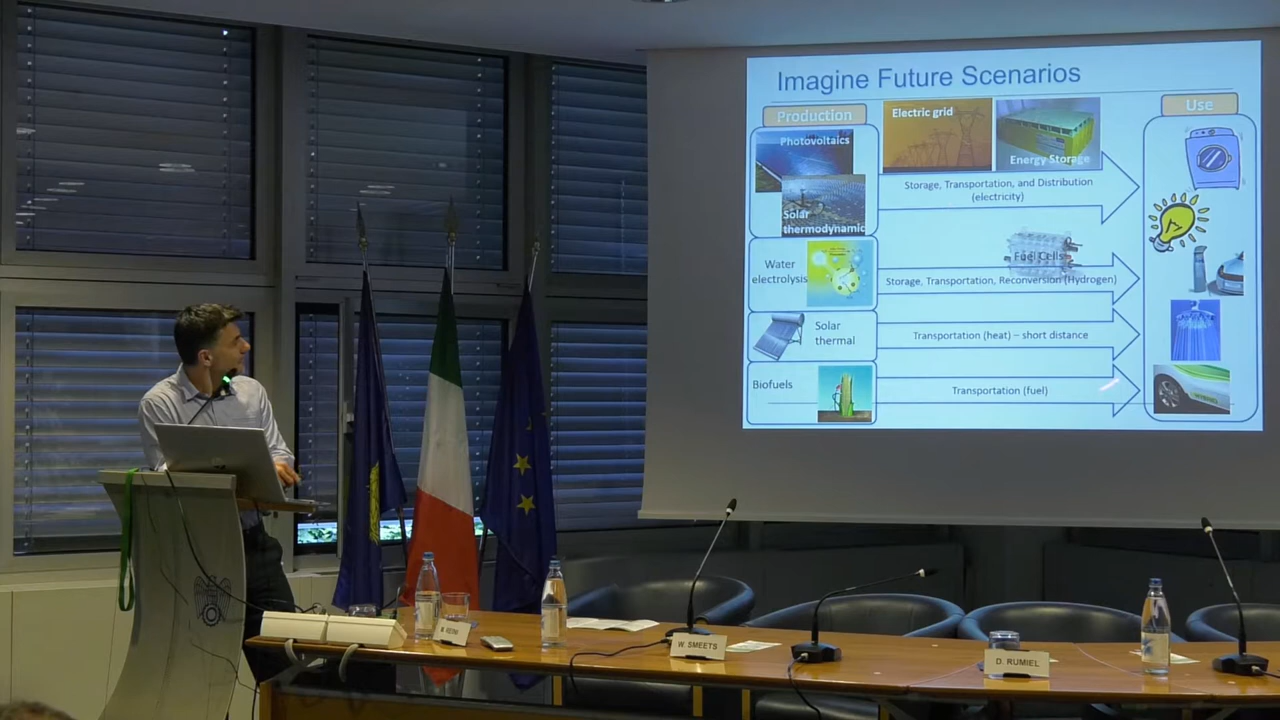 Imagine Future Scenarios
Production
Use
Photovoltaics
Electric grid
Energy Storage
Storage, Transportation, and Distribution
(electricity)
Solar
thermodynamic
Water
electrolysis
Fuel Cells
Storage, Transportation, Reconversion (Hydrogen)
Solar
thermal
Transportation (heat) – short distance
Biofuels
Transportation (fuel)
W. SMEETS
D. RUMIEL